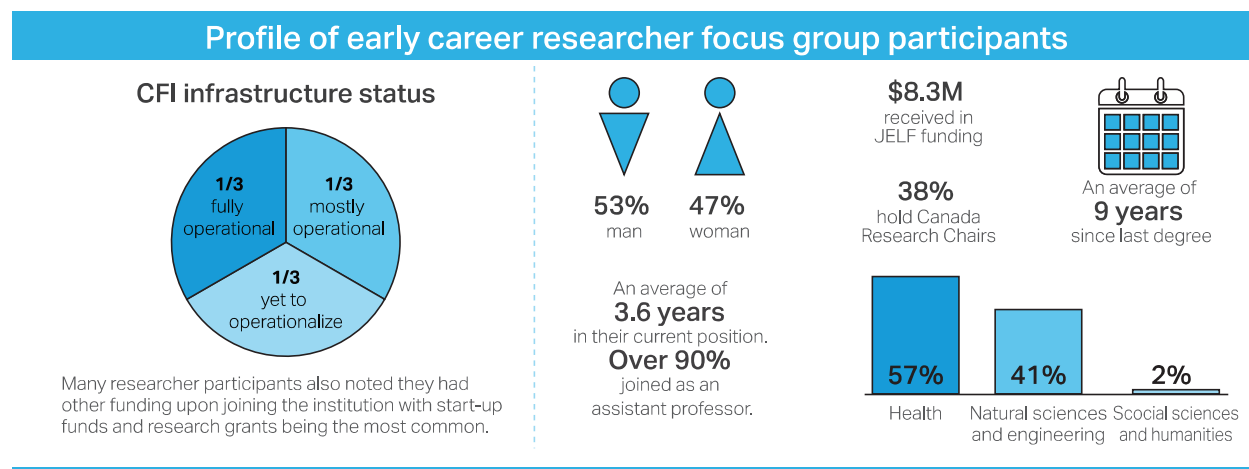 Profile of early career researcher focus group participants
CFI infrastructure status
1/3
fully
operational
1/3
mostly
operational
1/3
yet to
operationalize
Many researcher participants also noted they had
other funding upon joining the institution with start-up
funds and research grants being the most common.
53%
man
47%
woman
An average of
3.6 years
in their current position.
Over 90%
joined as an
assistant professor.
$8.3M
received in
JELF funding
38%
hold Canada
Research Chairs
An average of
9 years
since last degree
57%
Health
41%
Natural sciences
and engineering
2%
Scocial sciences
and humanities